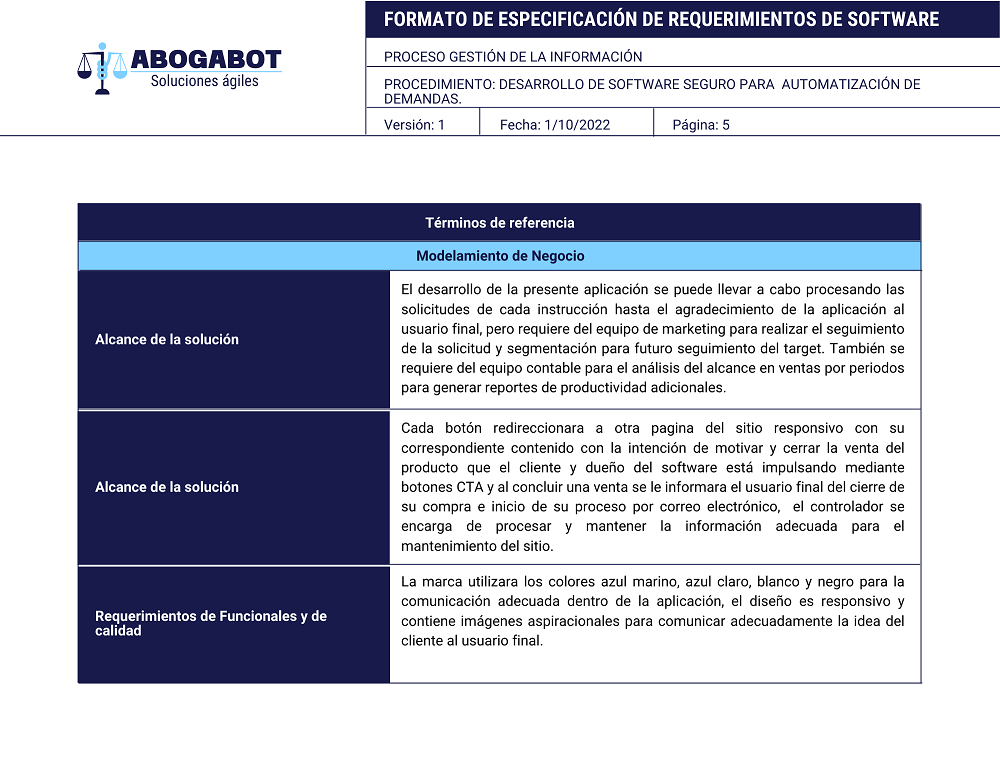 ABOGABOT
Soluciones ágiles
FORMATO DE ESPECIFICACIÓN DE REQUERIMIENTOS DE SOFTWARE
PROCESO GESTIÓN DE LA INFORMACIÓN
PROCEDIMIENTO: DESARROLLO DE SOFTWARE SEGURO PARA AUTOMATIZACIÓN DE
DEMANDAS.
Versión: 1
Fecha: 1/10/2022
Página: 5
Términos de referencia
Modelamiento de Negocio
Alcance de la solución
El desarrollo de la presente aplicación se puede llevar a cabo procesando las
solicitudes de cada instrucción hasta el agradecimiento de la aplicación al
usuario final, pero requiere del equipo de marketing para realizar el seguimiento
de la solicitud y segmentación para futuro seguimiento del target. También se
requiere del equipo contable para el análisis del alcance en ventas por periodos
para generar reportes de productividad adicionales.
Alcance de la solución
Cada botón redireccionara a otra pagina del sitio responsivo con su
correspondiente contenido con la intención de motivar y cerrar la venta del
producto que el cliente y dueño del software está impulsando mediante
botones CTA y al concluir una venta se le informara el usuario final del cierre de
su compra e inicio de su proceso por correo electrónico, el controlador se
encarga de procesar y mantener la información adecuada para el
mantenimiento del sitio.
Requerimientos de Funcionales y de
calidad
La marca utilizara los colores azul marino, azul claro, blanco y negro para la
comunicación adecuada dentro de la aplicación, el diseño es responsivo y
contiene imágenes aspiracionales para comunicar adecuadamente la idea del
cliente al usuario final.